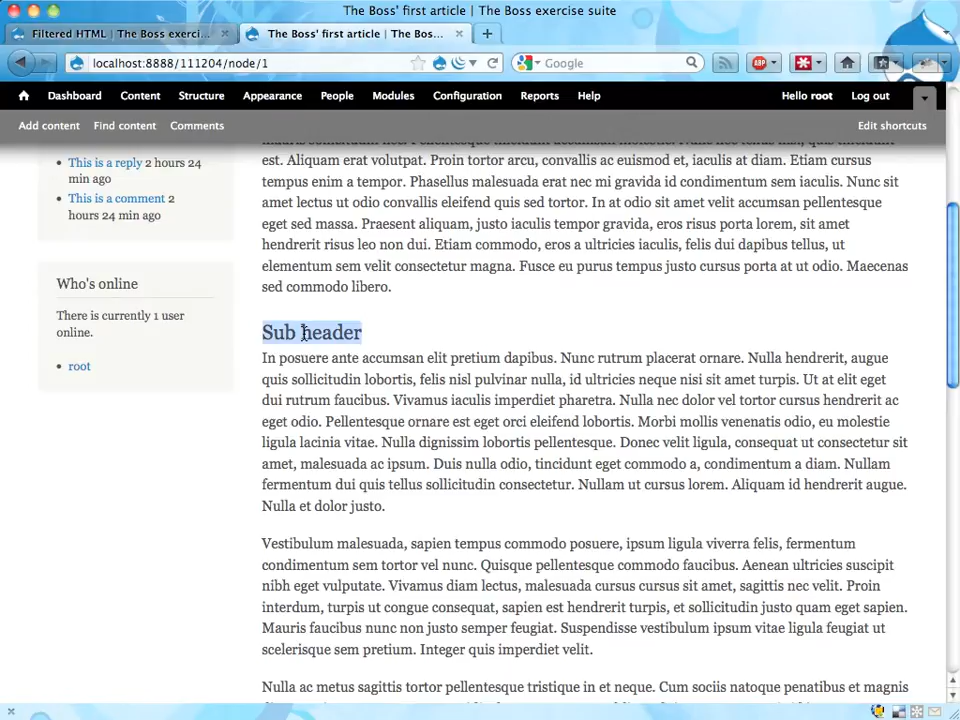 The Boss' first article | The Boss exercise suite
Filtered HTML | The Boss exerci...
The Boss' first article | The Bos...
localhost:8888/111204/node/1
Google
ABP
Dashboard Content Structure Appearance People Modules Configuration Reports Help Hello root Log out
Add content Find content Comments Edit shortcuts
This is a reply 2 hours 24
min ago
This is a comment 2
hours 24 min ago
Who's online
There is currently 1 user
online.
root
est. Aliquam erat volutpat. Proin tortor arcu, convallis ac euismod et, iaculis at diam. Etiam cursus
tempus enim a tempor. Phasellus malesuada erat nec mi gravida id condimentum sem iaculis. Nunc sit
amet lectus ut odio convallis eleifend quis sed tortor. In at odio sit amet velit accumsan pellentesque
eget sed massa. Praesent aliquam, justo iaculis tempor gravida, eros risus porta lorem, sit amet
hendrerit risus leo non dui. Etiam commodo, eros a ultricies iaculis, felis dui dapibus tellus, ut
elementum sem velit consectetur magna. Fusce eu purus tempus justo cursus porta at ut odio. Maecenas
sed commodo libero.
Sub header
In posuere ante accumsan elit pretium dapibus. Nunc rutrum placerat ornare. Nulla hendrerit, augue
quis sollicitudin lobortis, felis nisl pulvinar nulla, id ultricies neque nisi sit amet turpis. Ut at elit eget
dui rutrum faucibus. Vivamus iaculis imperdiet pharetra. Nulla nec dolor vel tortor cursus hendrerit ac
eget odio. Pellentesque ornare est eget orci eleifend lobortis. Morbi mollis venenatis odio, eu molestie
ligula lacinia vitae. Nulla dignissim lobortis pellentesque. Donec velit ligula, consequat ut consectetur sit
amet, malesuada ac ipsum. Duis nulla odio, tincidunt eget commodo a, condimentum a diam. Nullam
fermentum dui quis tellus sollicitudin consectetur. Nullam ut cursus lorem. Aliquam id hendrerit augue.
Nulla et dolor justo.
Vestibulum malesuada, sapien tempus commodo posuere, ipsum ligula viverra felis, fermentum
condimentum sem tortor vel nunc. Quisque pellentesque commodo faucibus. Aenean ultricies suscipit
nibh eget vulputate. Vivamus diam lectus, malesuada cursus cursus sit amet, sagittis nec velit. Proin
interdum, turpis ut congue consequat, sapien est hendrerit turpis, et sollicitudin justo quam eget sapien.
Mauris faucibus nunc non justo semper feugiat. Suspendisse vestibulum ipsum vitae ligula feugiat ut
scelerisque sem pretium. Integer quis imperdiet velit.
Nulla ac metus sagittis tortor pellentesque tristique in et neque. Cum sociis natoque penatibus et magnis